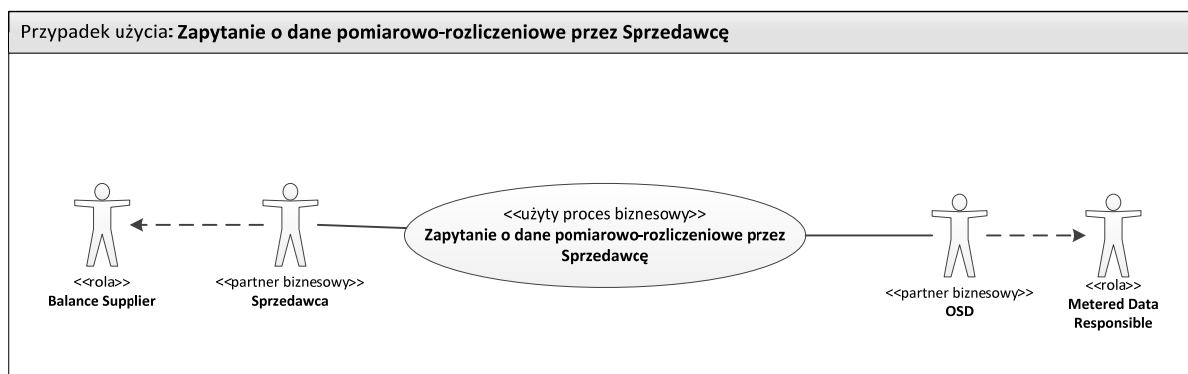 Przypadek użycia: Zapytanie o dane pomiarowo-rozliczeniowe przez Sprzedawcę
<<użyty proces biznesowy>>
Zapytanie o dane pomiarowo-rozliczeniowe przez
Sprzedawcę
<<rola>>
Balance Supplier
<<partner biznesowy>>
Sprzedawca
<<partner biznesowy>>
OSD
<<rola>>
Metered Data
Responsible